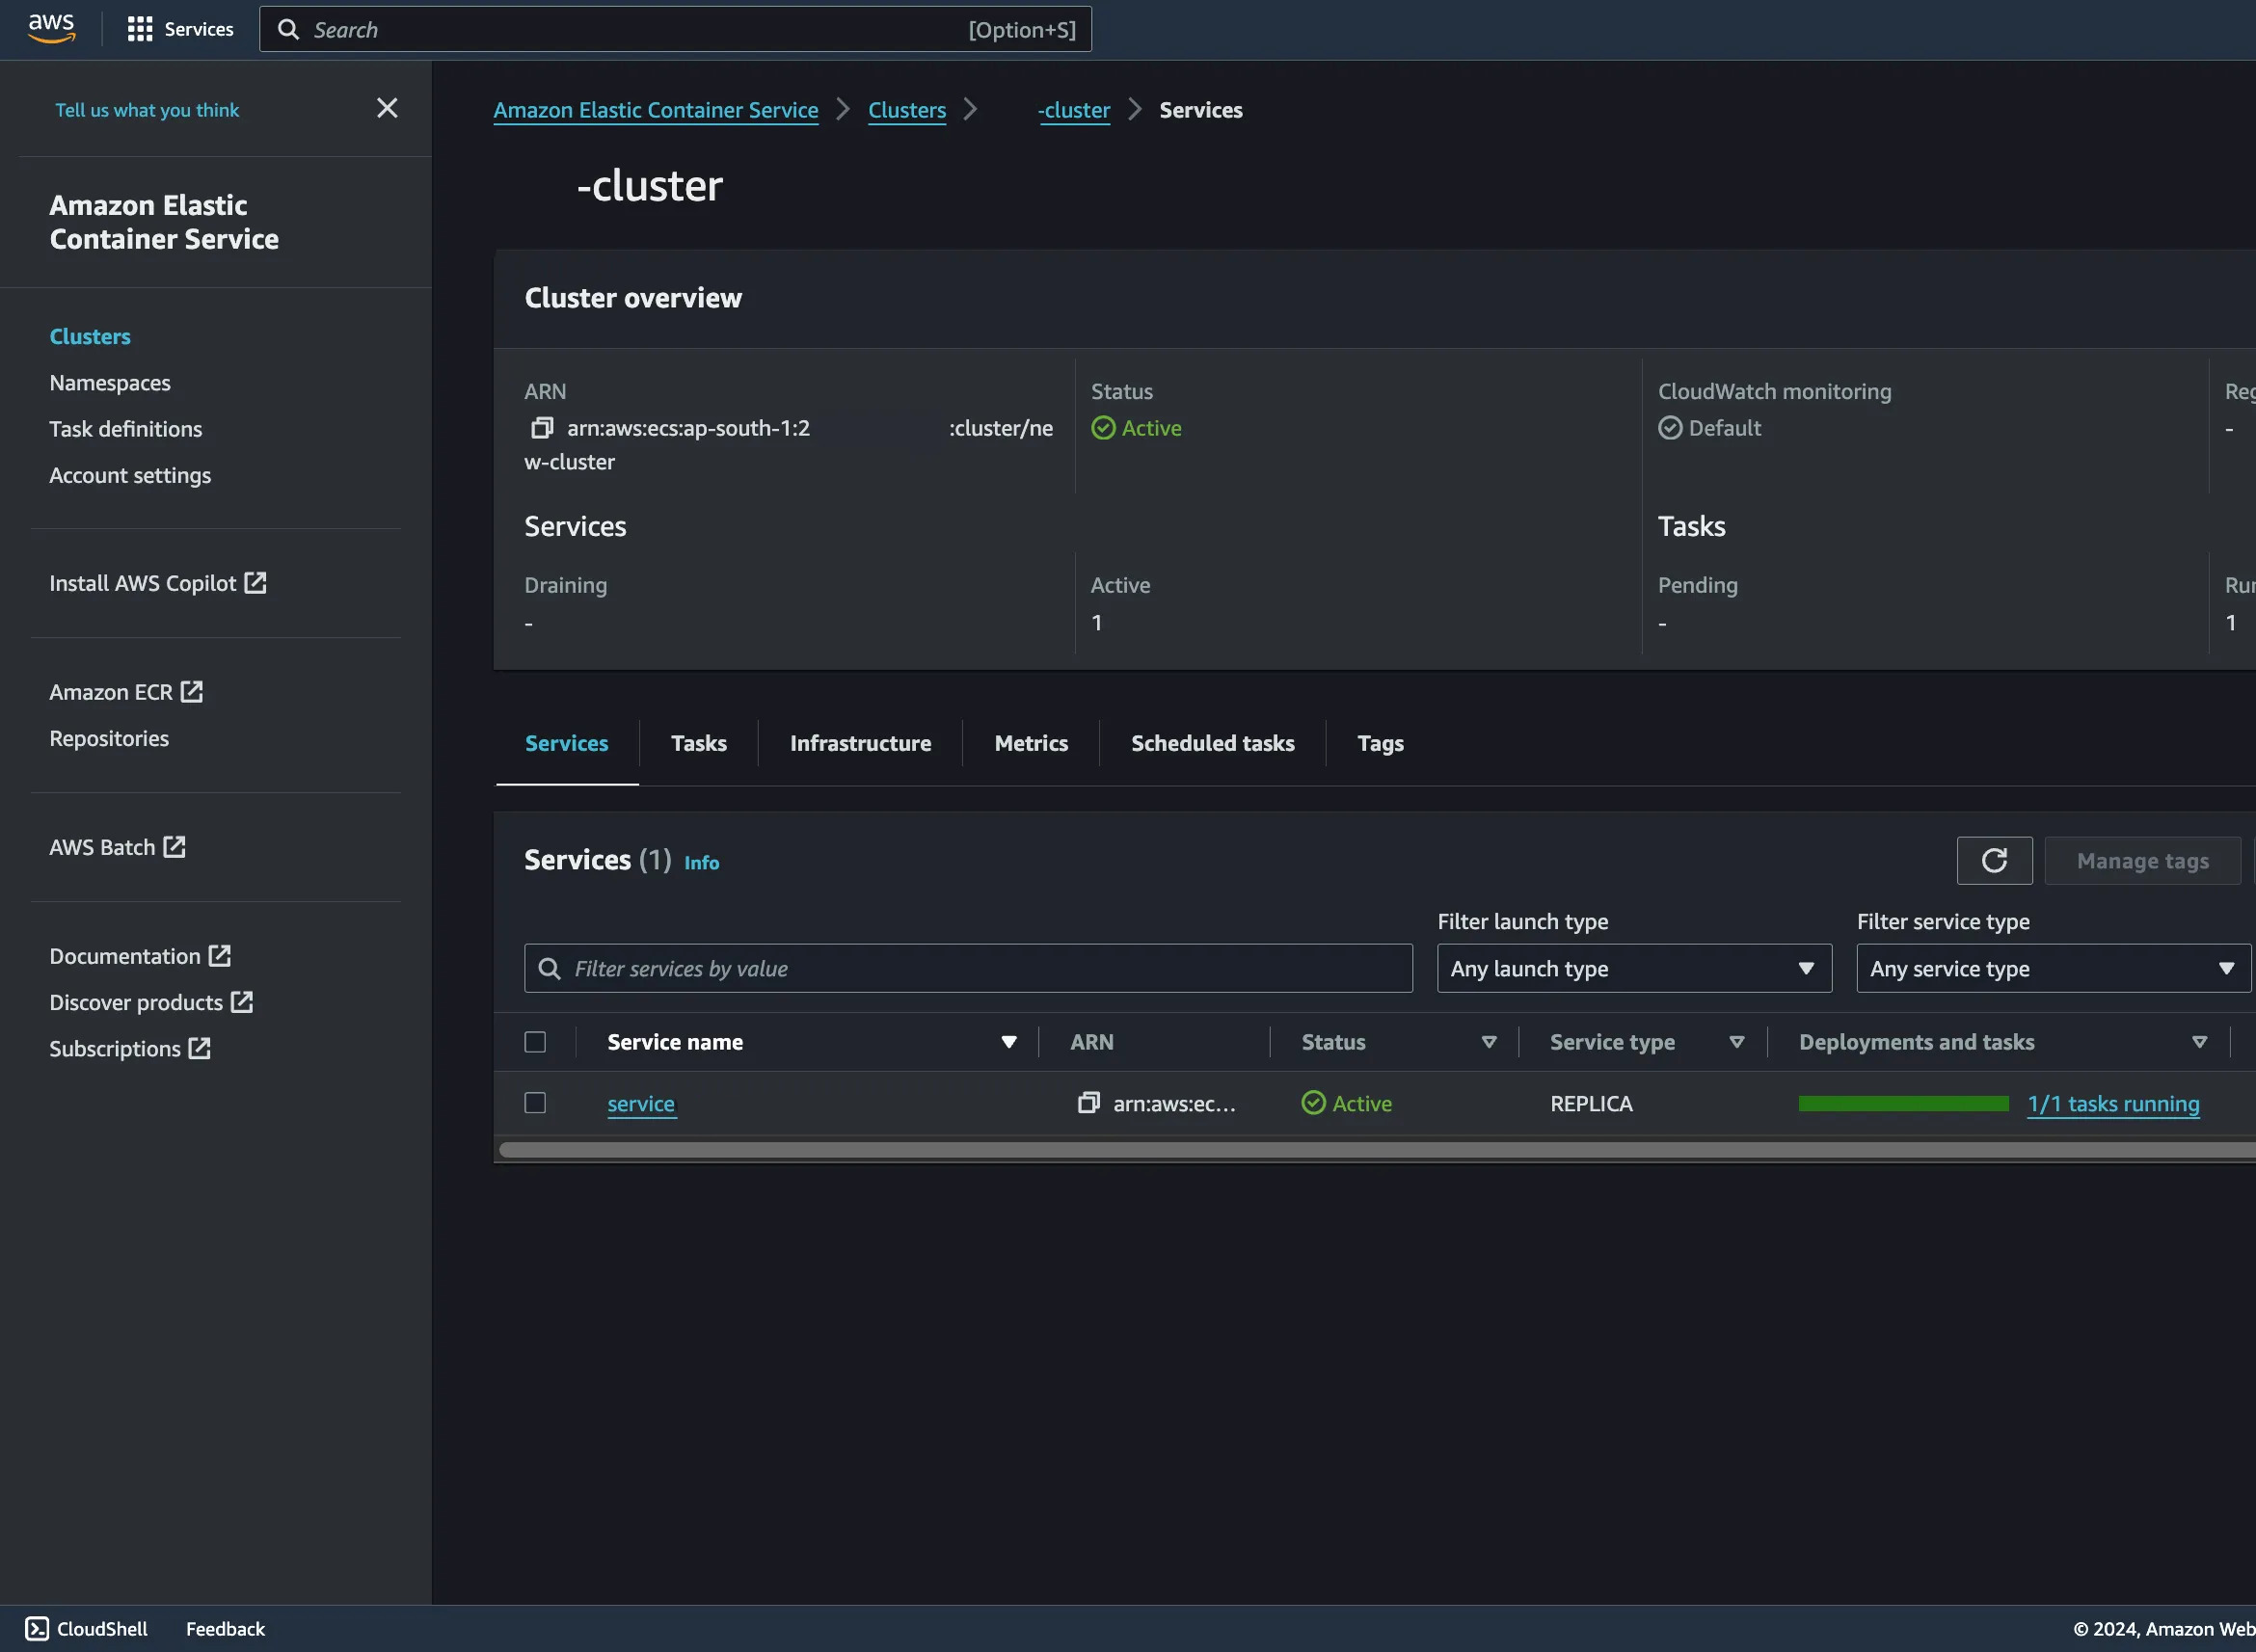 aws Services Search [Option+S]
Tell us what you think
Amazon Elastic
Container Service
Clusters
Namespaces
Task definitions
Account settings
Install AWS Copilot
Amazon ECR
Repositories
AWS Batch
Documentation
Discover products
Subscriptions
Amazon Elastic Container Service Clusters -cluster Services
-cluster
Cluster overview
ARN
arn:aws:ecs:ap-south-1:2 :cluster/ne
w-cluster
Status
Active
CloudWatch monitoring
Default
Reg
-
Services
Draining
-
Active
1
Tasks
Pending
-
Run
1
Services Tasks Infrastructure Metrics Scheduled tasks Tags
Services (1) Info
Manage tags
Filter launch type Filter service type
Filter services by value Any launch type Any service type
Service name ARN Status Service type Deployments and tasks
service arn:aws:ec... Active REPLICA 1/1 tasks running
CloudShell Feedback © 2024, Amazon Web